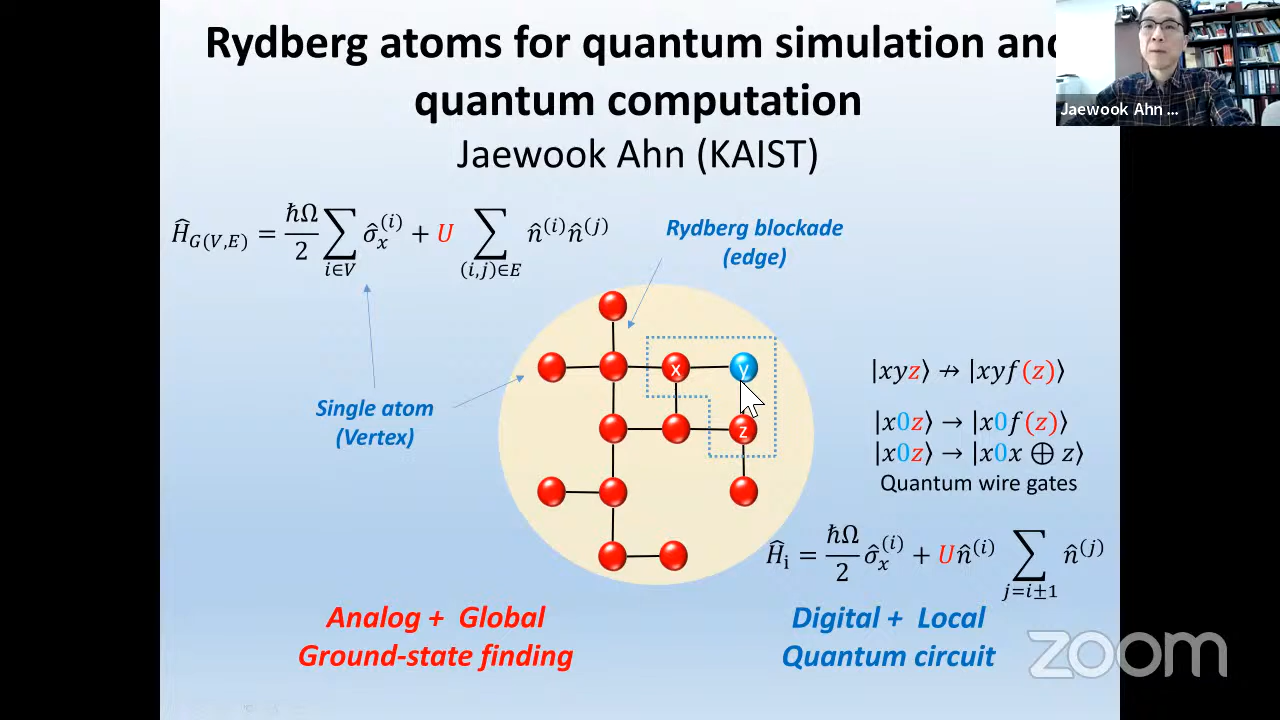 Rydberg atoms for quantum simulation and
quantum computation
Jaewook Ahn (KAIST)
Jaewook Ahn ...
Ĥ_{G(V,E)} = ℏΩ/2 ∑_{i∈V} σ̂_x^{(i)} + U ∑_{(i,j)∈E} n̂^{(i)} n̂^{(j)}
Rydberg blockade
(edge)
x
y
z
Single atom
(Vertex)
|xyz⟩ ↛ |xyf(z)⟩
|x0z⟩ → |x0f(z)⟩
|x0z⟩ → |x0x ⊕ z⟩
Quantum wire gates
Ĥ_i = ℏΩ/2 σ̂_x^{(i)} + U n̂^{(i)} ∑_{j=i±1} n̂^{(j)}
Analog + Global
Ground-state finding
Digital + Local
Quantum circuit
zoom